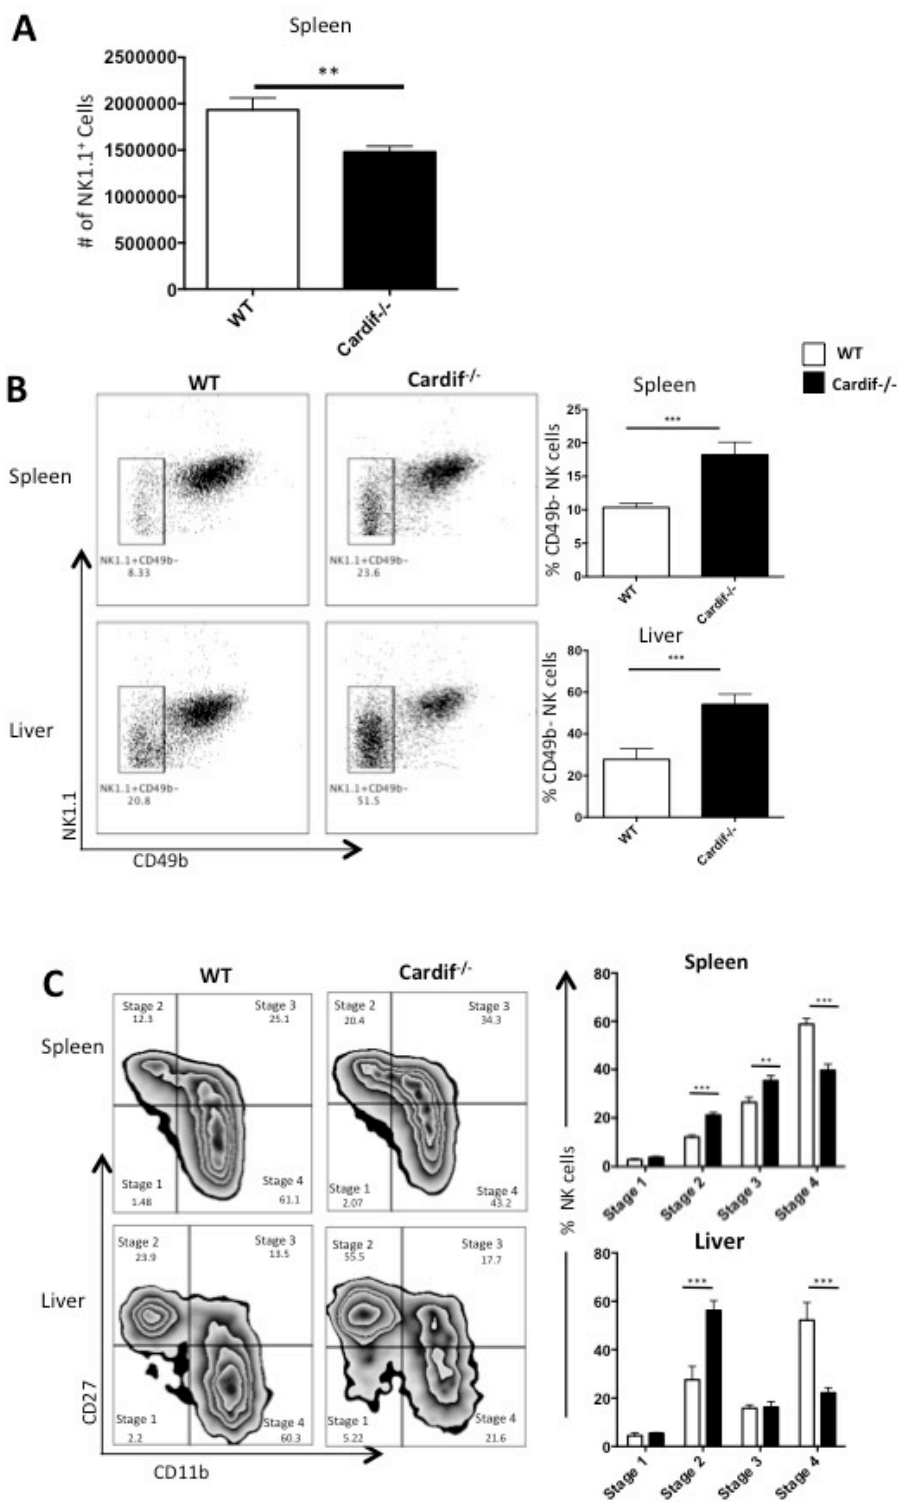 A
Spleen
**
# of NK1.1+ Cells
2500000
2000000
1500000
1000000
500000
0
WT
Cardif-/-
B
WT
Cardif-/-
WT
Cardif-/-
Spleen
NK1.1+CD49b-
8.33
NK1.1+CD49b-
23.6
Spleen
***
% CD49b- NK cells
25
20
15
10
5
0
WT
Cardif-/-
Liver
NK1.1+CD49b-
20.8
NK1.1+CD49b-
51.5
Liver
***
% CD49b- NK cells
80
60
40
20
0
WT
Cardif-/-
NK1.1
CD49b
C
WT
Cardif-/-
Spleen
Stage 2
12.3
Stage 3
25.1
Stage 1
1.48
Stage 4
61.1
Stage 2
20.4
Stage 3
34.3
Stage 1
2.07
Stage 4
43.2
Liver
Stage 2
23.9
Stage 3
13.5
Stage 1
2.2
Stage 4
60.3
Stage 2
55.5
Stage 3
17.7
Stage 1
5.22
Stage 4
21.6
CD27
CD11b
% NK cells
Spleen
80
60
40
20
0
***
**
***
Stage 1
Stage 2
Stage 3
Stage 4
Liver
80
60
40
20
0
***
***
Stage 1
Stage 2
Stage 3
Stage 4